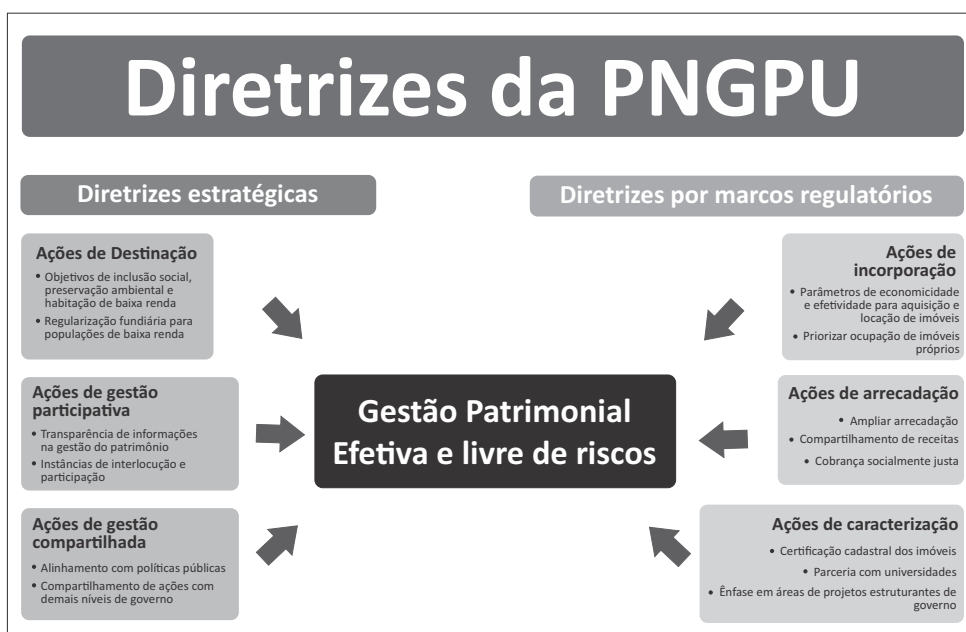 Diretrizes da PNGPU
Diretrizes estratégicas
Ações de Destinação
• Objetivos de inclusão social,
preservação ambiental e
habitação de baixa renda
• Regularização fundiária para
populações de baixa renda
Ações de gestão
participativa
• Transparência de informações
na gestão do patrimônio
• Instâncias de interlocução e
participação
Ações de gestão
compartilhada
• Alinhamento com políticas públicas
• Compartilhamento de ações com
demais níveis de governo
Gestão Patrimonial
Efetiva e livre de riscos
Diretrizes por marcos regulatórios
Ações de
incorporação
• Parâmetros de economicidade
e efetividade para aquisição e
locação de imóveis
• Priorizar ocupação de imóveis
próprios
Ações de arrecadação
• Ampliar arrecadação
• Compartilhamento de receitas
• Cobrança socialmente justa
Ações de caracterização
• Certificação cadastral dos imóveis
• Parceria com universidades
• Ênfase em áreas de projetos estruturantes de
governo